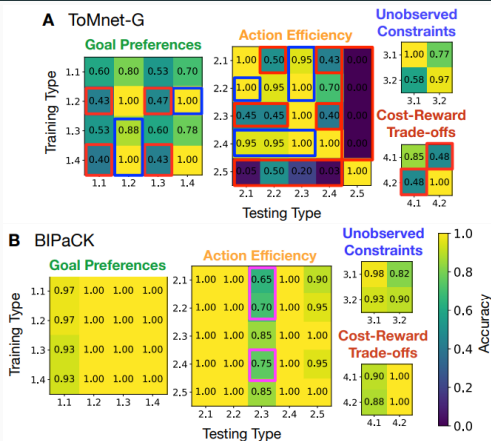 A ToMnet-G
Goal Preferences
Training Type
1.1 0.60 0.80 0.53 0.70
1.2 0.43 1.00 0.47 1.00
1.3 0.53 0.88 0.60 0.78
1.4 0.40 1.00 0.43 1.00
1.1 1.2 1.3 1.4
Action Efficiency
2.1 1.00 0.50 0.95 0.43 0.00
2.2 1.00 0.95 1.00 0.70 0.00
2.3 0.45 0.45 1.00 0.40 0.00
2.4 0.95 0.95 1.00 1.00 0.00
2.5 0.05 0.50 0.20 1.00
2.1 2.2 2.3 2.4 2.5
Testing Type
Unobserved
Constraints
3.1 1.00 0.77
3.2 0.58 0.97
3.1 3.2
Cost-Reward
Trade-offs
4.1 0.85 0.48
4.2 0.48 1.00
4.1 4.2
B BIPaCK
Goal Preferences
Training Type
1.1 0.97 1.00 1.00 1.00
1.2 0.97 1.00 1.00 1.00
1.3 0.93 1.00 1.00 1.00
1.4 0.93 1.00 1.00 1.00
1.1 1.2 1.3 1.4
Action Efficiency
2.1 1.00 1.00 0.65 1.00 0.90
2.2 1.00 1.00 0.70 1.00 0.95
2.3 1.00 1.00 0.85 1.00 1.00
2.4 1.00 1.00 0.75 1.00 0.95
2.5 1.00 1.00 0.85 1.00 1.00
2.1 2.2 2.3 2.4 2.5
Testing Type
Unobserved
Constraints
3.1 0.98 0.82
3.2 0.93 0.90
3.1 3.2
Cost-Reward
Trade-offs
4.1 0.90 1.00
4.2 0.88 1.00
4.1 4.2
1.0
0.8
0.6
0.4
0.2
0.0
Accuracy